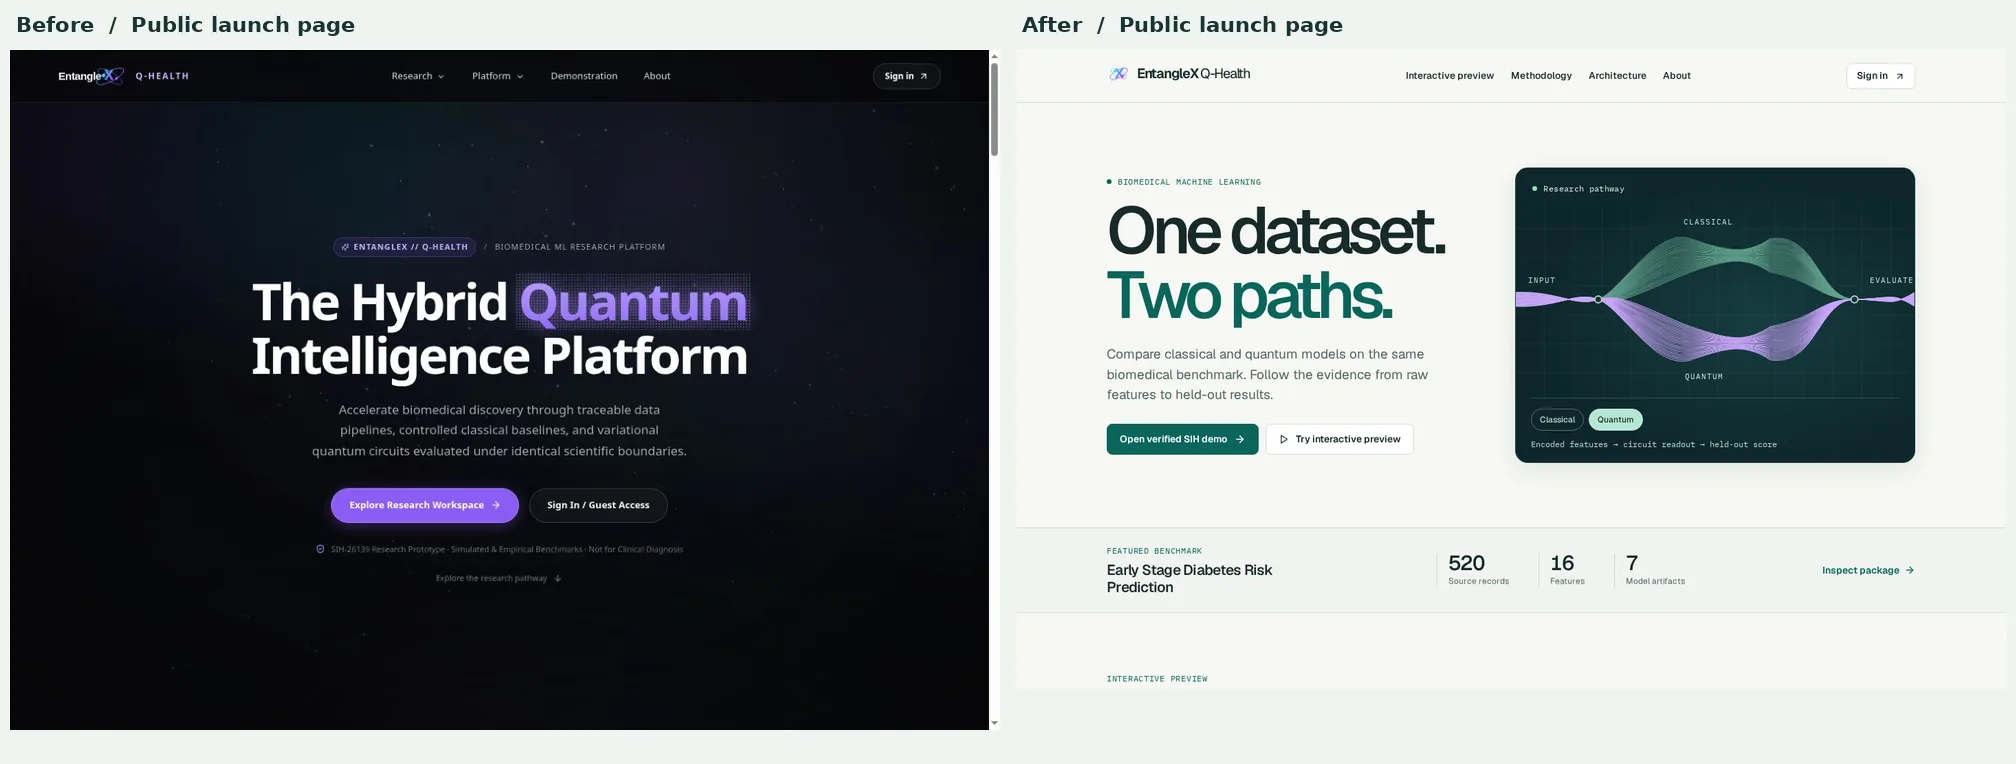 Before / Public launch page
EntangleX Q-HEALTH
Research Platform Demonstration About
Sign in
ENTANGLEX // Q-HEALTH / BIOMEDICAL ML RESEARCH PLATFORM
The Hybrid Quantum
Intelligence Platform
Accelerate biomedical discovery through traceable data
pipelines, controlled classical baselines, and variational
quantum circuits evaluated under identical scientific boundaries.
Explore Research Workspace →
Sign In / Guest Access
SIH-26139 Research Prototype · Simulated & Empirical Benchmarks · Not for Clinical Diagnosis
Explore the research pathway ↓
After / Public launch page
EntangleX Q-Health
Interactive preview Methodology Architecture About
Sign in
BIOMEDICAL MACHINE LEARNING
One dataset.
Two paths.
Compare classical and quantum models on the same
biomedical benchmark. Follow the evidence from raw
features to held-out results.
Open verified SIH demo →
Try interactive preview
Research pathway
CLASSICAL
INPUT
EVALUATE
QUANTUM
Classical Quantum
Encoded features → circuit readout → held-out score
FEATURED BENCHMARK
Early Stage Diabetes Risk
Prediction
520
Source records
16
Features
7
Model artifacts
Inspect package →
INTERACTIVE PREVIEW